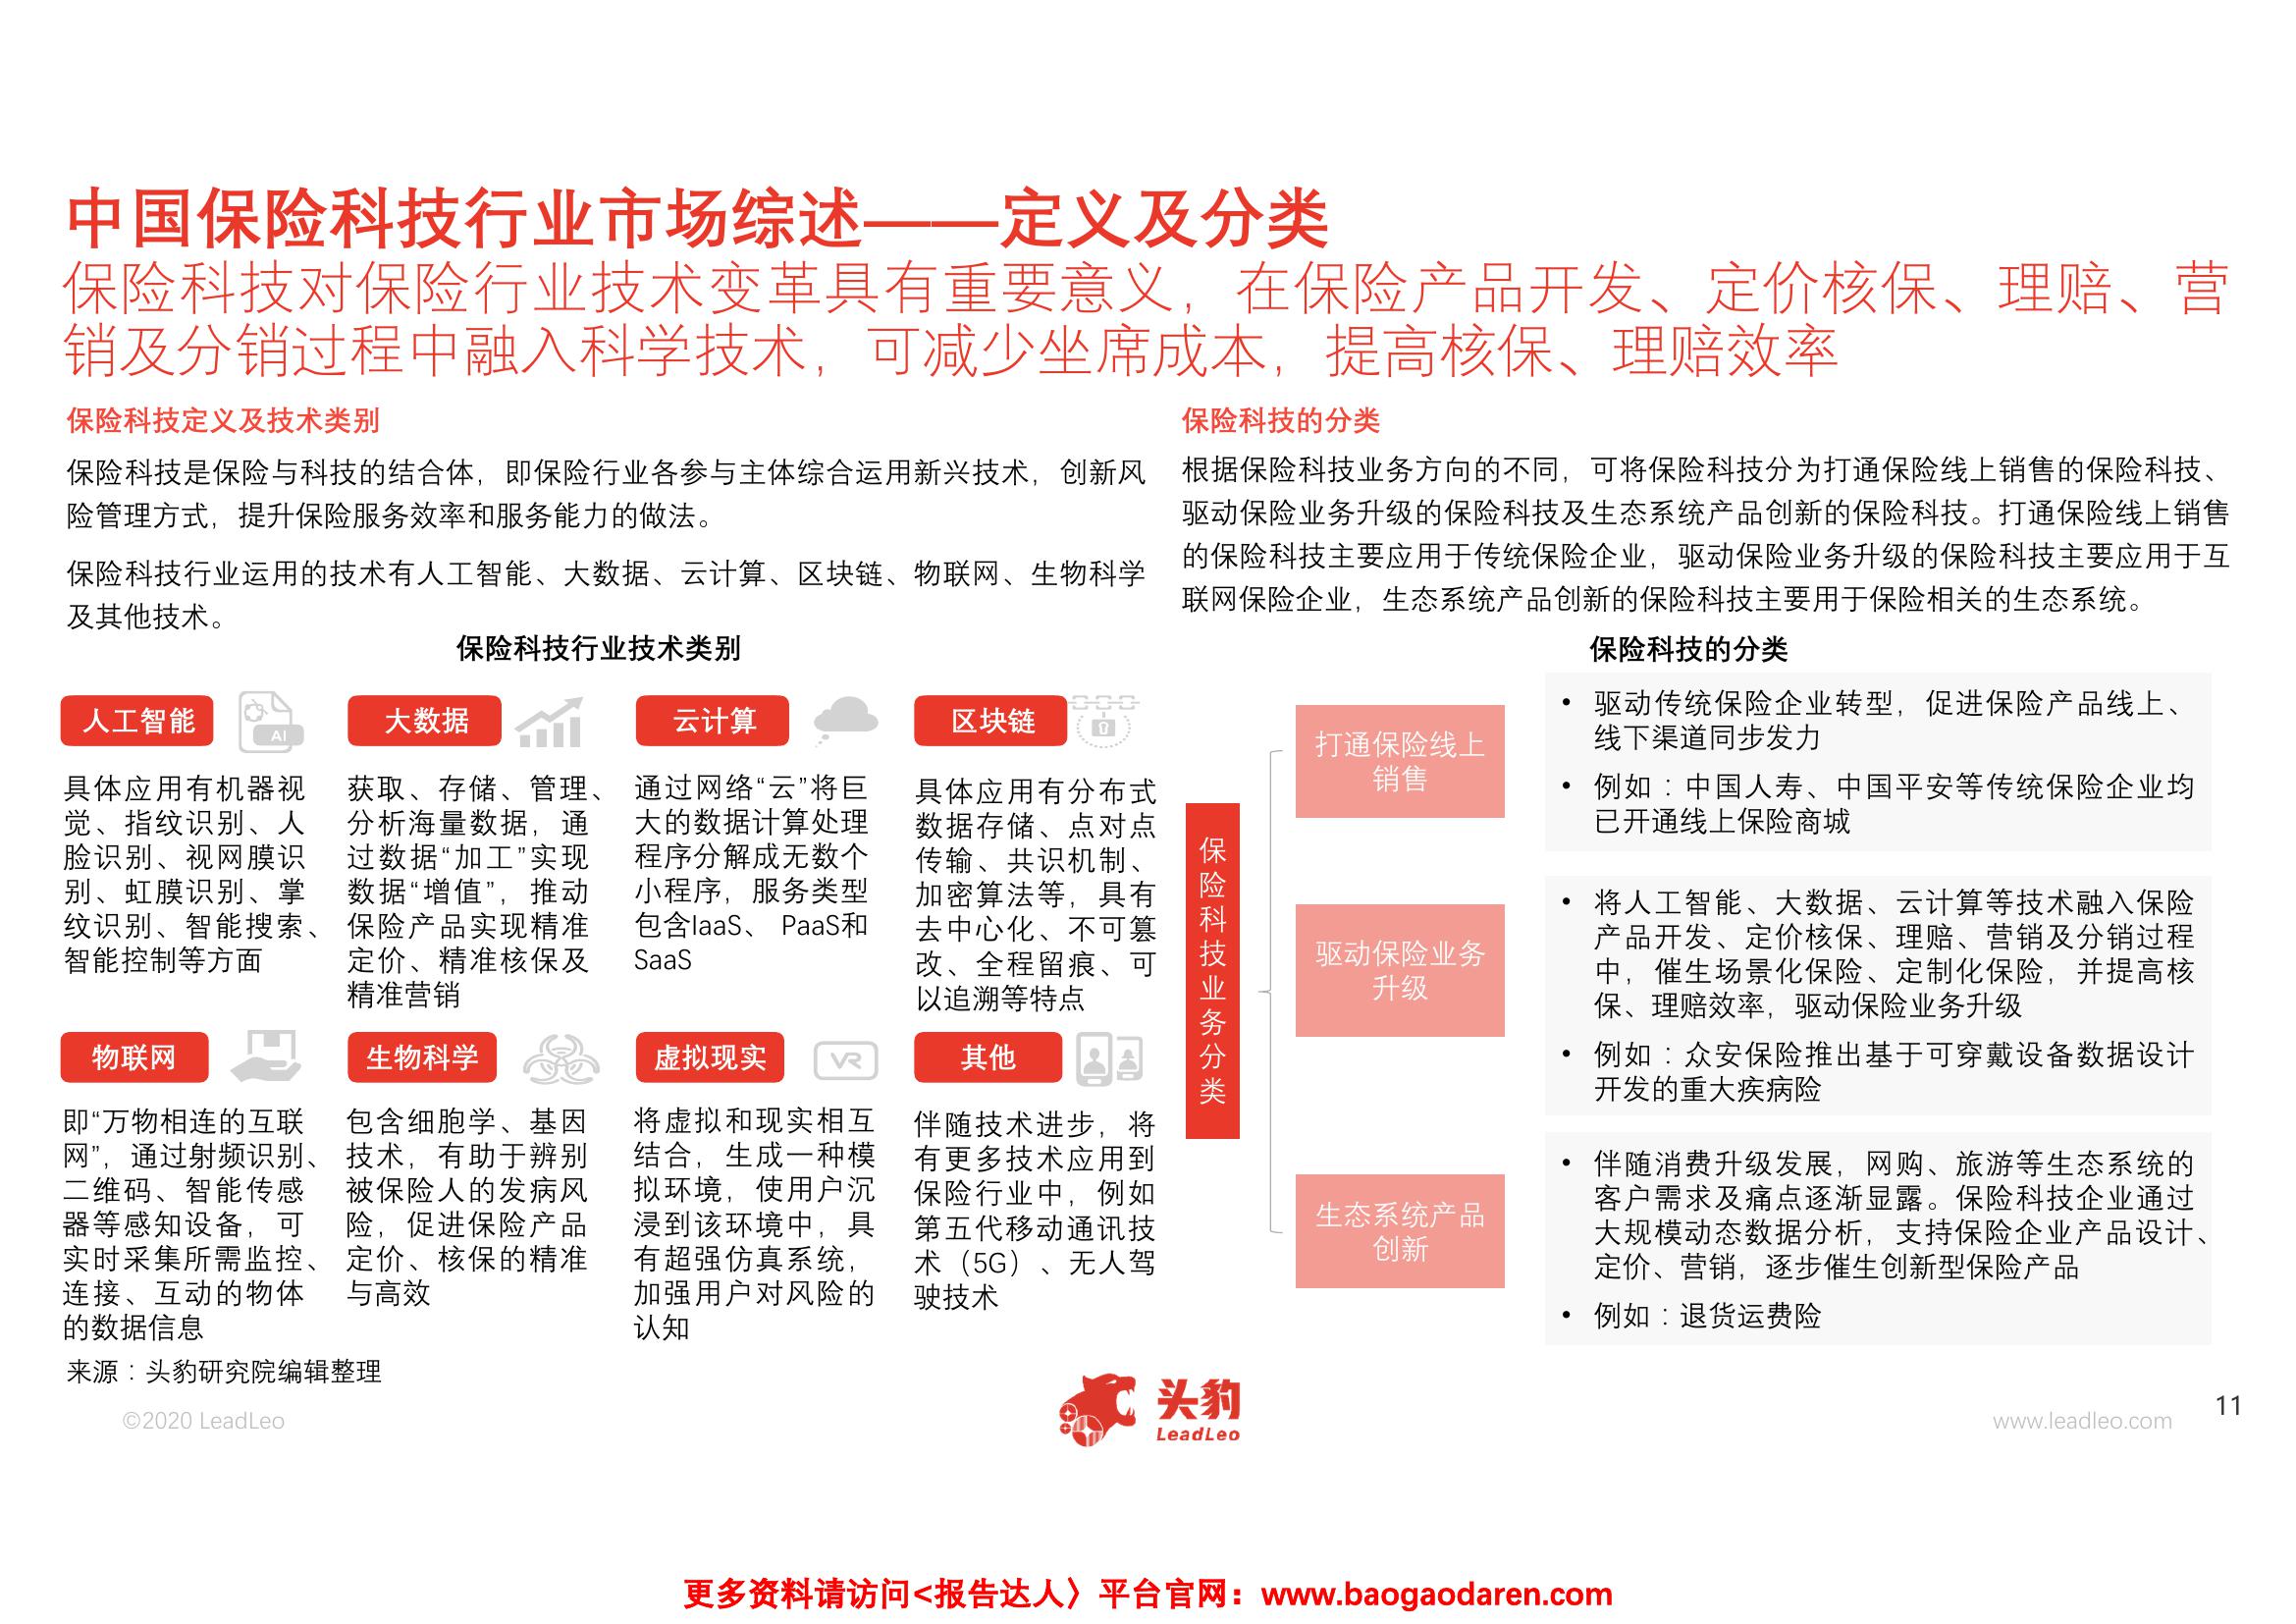 中国保险科技行业市场综述——定义及分类
保险科技对保险行业技术变革具有重要意义，在保险产品开发、定价核保、理赔、营
销及分销过程中融入科学技术，可减少坐席成本，提高核保、理赔效率
保险科技定义及技术类别
保险科技是保险与科技的结合体，即保险行业各参与主体综合运用新兴技术，创新风
险管理方式，提升保险服务效率和服务能力的做法。
保险科技行业运用的技术有人工智能、大数据、云计算、区块链、物联网、生物科学
及其他技术。
保险科技行业技术类别
人工智能
AI
具体应用有机器视
觉、指纹识别、人
脸识别、视网膜识
别、虹膜识别、掌
纹识别、智能搜索、
智能控制等方面
大数据
获取、存储、管理、
分析海量数据，通
过数据“加工”实现
数据“增值”，推动
保险产品实现精准
定价、精准核保及
精准营销
云计算
通过网络“云”将巨
大的数据计算处理
程序分解成无数个
小程序，服务类型
包含IaaS、 PaaS和
SaaS
区块链
具体应用有分布式
数据存储、点对点
传输、共识机制、
加密算法等，具有
去中心化、不可篡
改、全程留痕、可
以追溯等特点
物联网
即“万物相连的互联
网”，通过射频识别、
二维码、智能传感
器等感知设备，可
实时采集所需监控、
连接、互动的物体
的数据信息
生物科学
包含细胞学、基因
技术，有助于辨别
被保险人的发病风
险，促进保险产品
定价、核保的精准
与高效
虚拟现实
VR
将虚拟和现实相互
结合，生成一种模
拟环境，使用户沉
浸到该环境中，具
有超强仿真系统，
加强用户对风险的
认知
其他
伴随技术进步，将
有更多技术应用到
保险行业中，例如
第五代移动通讯技
术（5G）、无人驾
驶技术
来源：头豹研究院编辑整理
保险科技的分类
根据保险科技业务方向的不同，可将保险科技分为打通保险线上销售的保险科技、
驱动保险业务升级的保险科技及生态系统产品创新的保险科技。打通保险线上销售
的保险科技主要应用于传统保险企业，驱动保险业务升级的保险科技主要应用于互
联网保险企业，生态系统产品创新的保险科技主要用于保险相关的生态系统。
保险科技的分类
保险科技业务分类
打通保险线上
销售
• 驱动传统保险企业转型，促进保险产品线上、
线下渠道同步发力
• 例如：中国人寿、中国平安等传统保险企业均
已开通线上保险商城
驱动保险业务
升级
• 将人工智能、大数据、云计算等技术融入保险
产品开发、定价核保、理赔、营销及分销过程
中，催生场景化保险、定制化保险，并提高核
保、理赔效率，驱动保险业务升级
• 例如：众安保险推出基于可穿戴设备数据设计
开发的重大疾病险
生态系统产品
创新
• 伴随消费升级发展，网购、旅游等生态系统的
客户需求及痛点逐渐显露。保险科技企业通过
大规模动态数据分析，支持保险企业产品设计、
定价、营销，逐步催生创新型保险产品
• 例如：退货运费险
©2020 LeadLeo
头豹
LeadLeo
www.leadleo.com
11
更多资料请访问<报告达人〉平台官网：www.baogaodaren.com